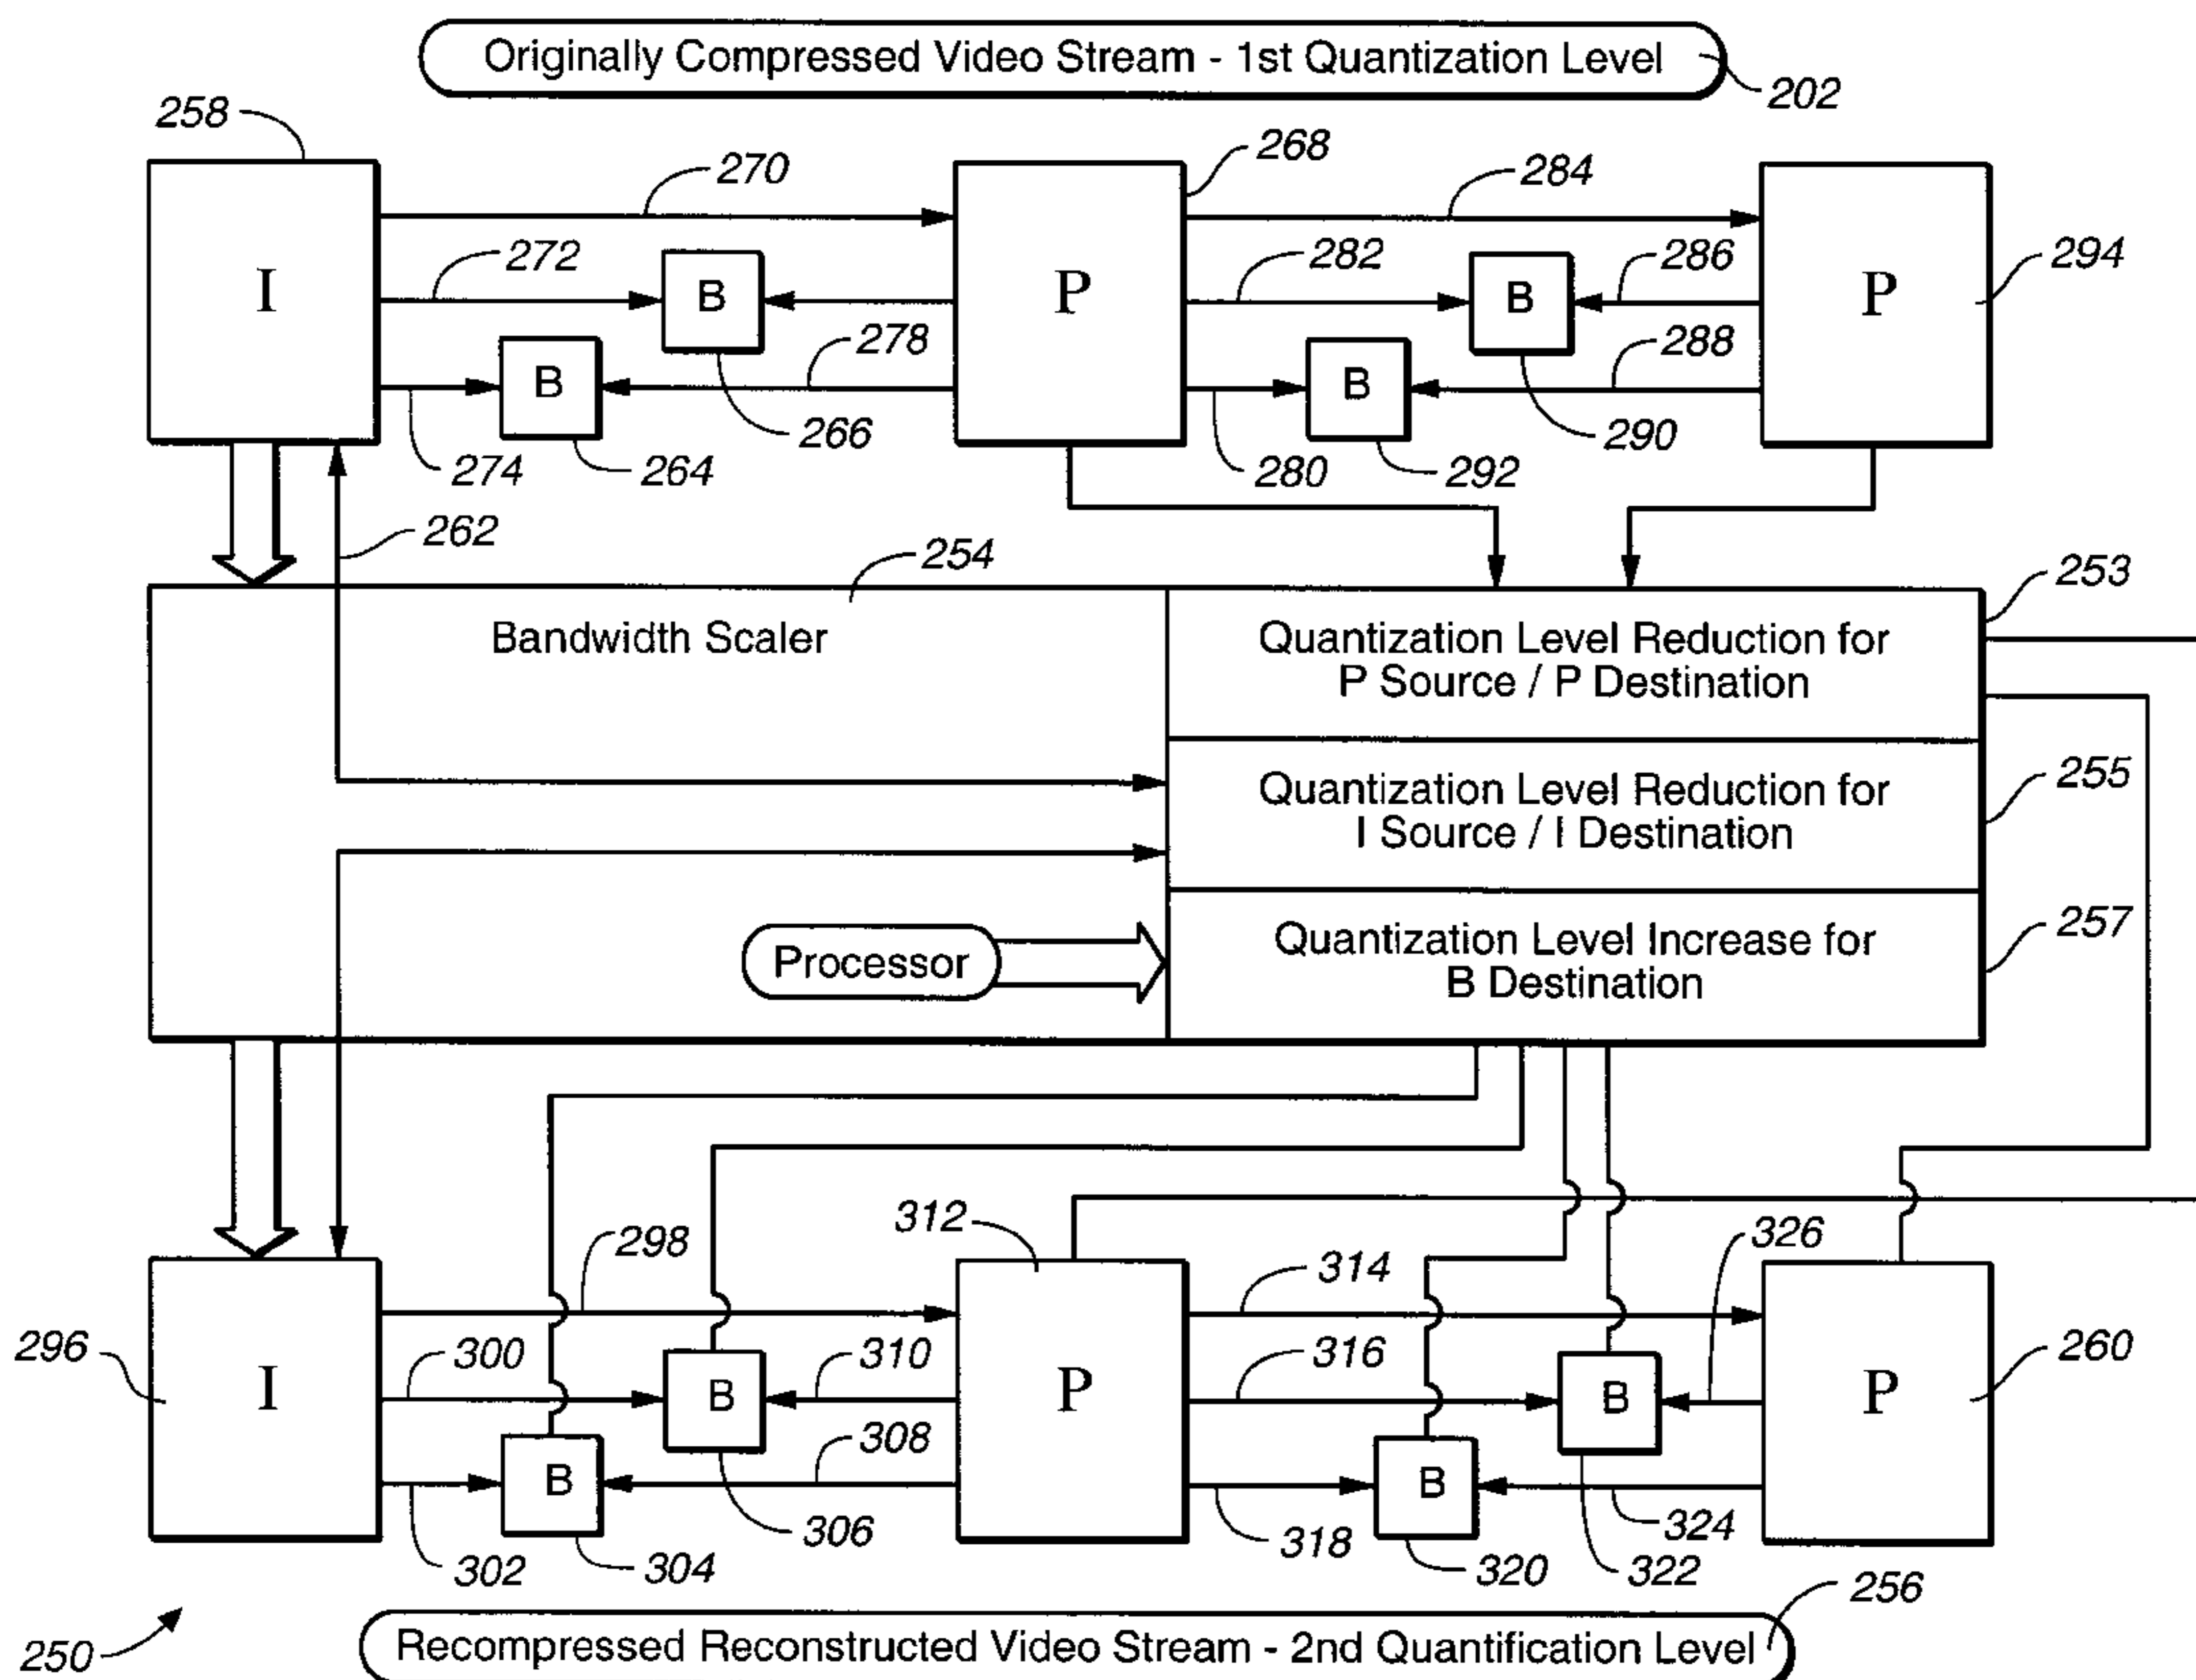 Originally Compressed Video Stream - 1st Quantization Level
202
258
270
268
284
272
282
286
294
I
B
P
B
P
278
288
B
B
266
290
274
264
280
292
262
254
253
Bandwidth Scaler
Quantization Level Reduction for
P Source / P Destination
255
Quantization Level Reduction for
I Source / I Destination
257
Processor
Quantization Level Increase for
B Destination
312
298
326
314
296
300
310
316
260
I
B
P
B
P
308
B
B
306
318
324
302
304
320
322
256
250
Recompressed Reconstructed Video Stream - 2nd Quantification Level